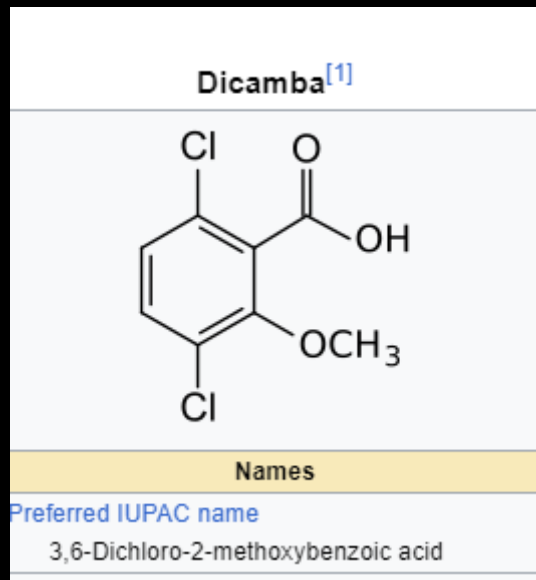 Dicamba[1]
Cl
O
OH
OCH3
Cl
Names
Preferred IUPAC name
3,6-Dichloro-2-methoxybenzoic acid